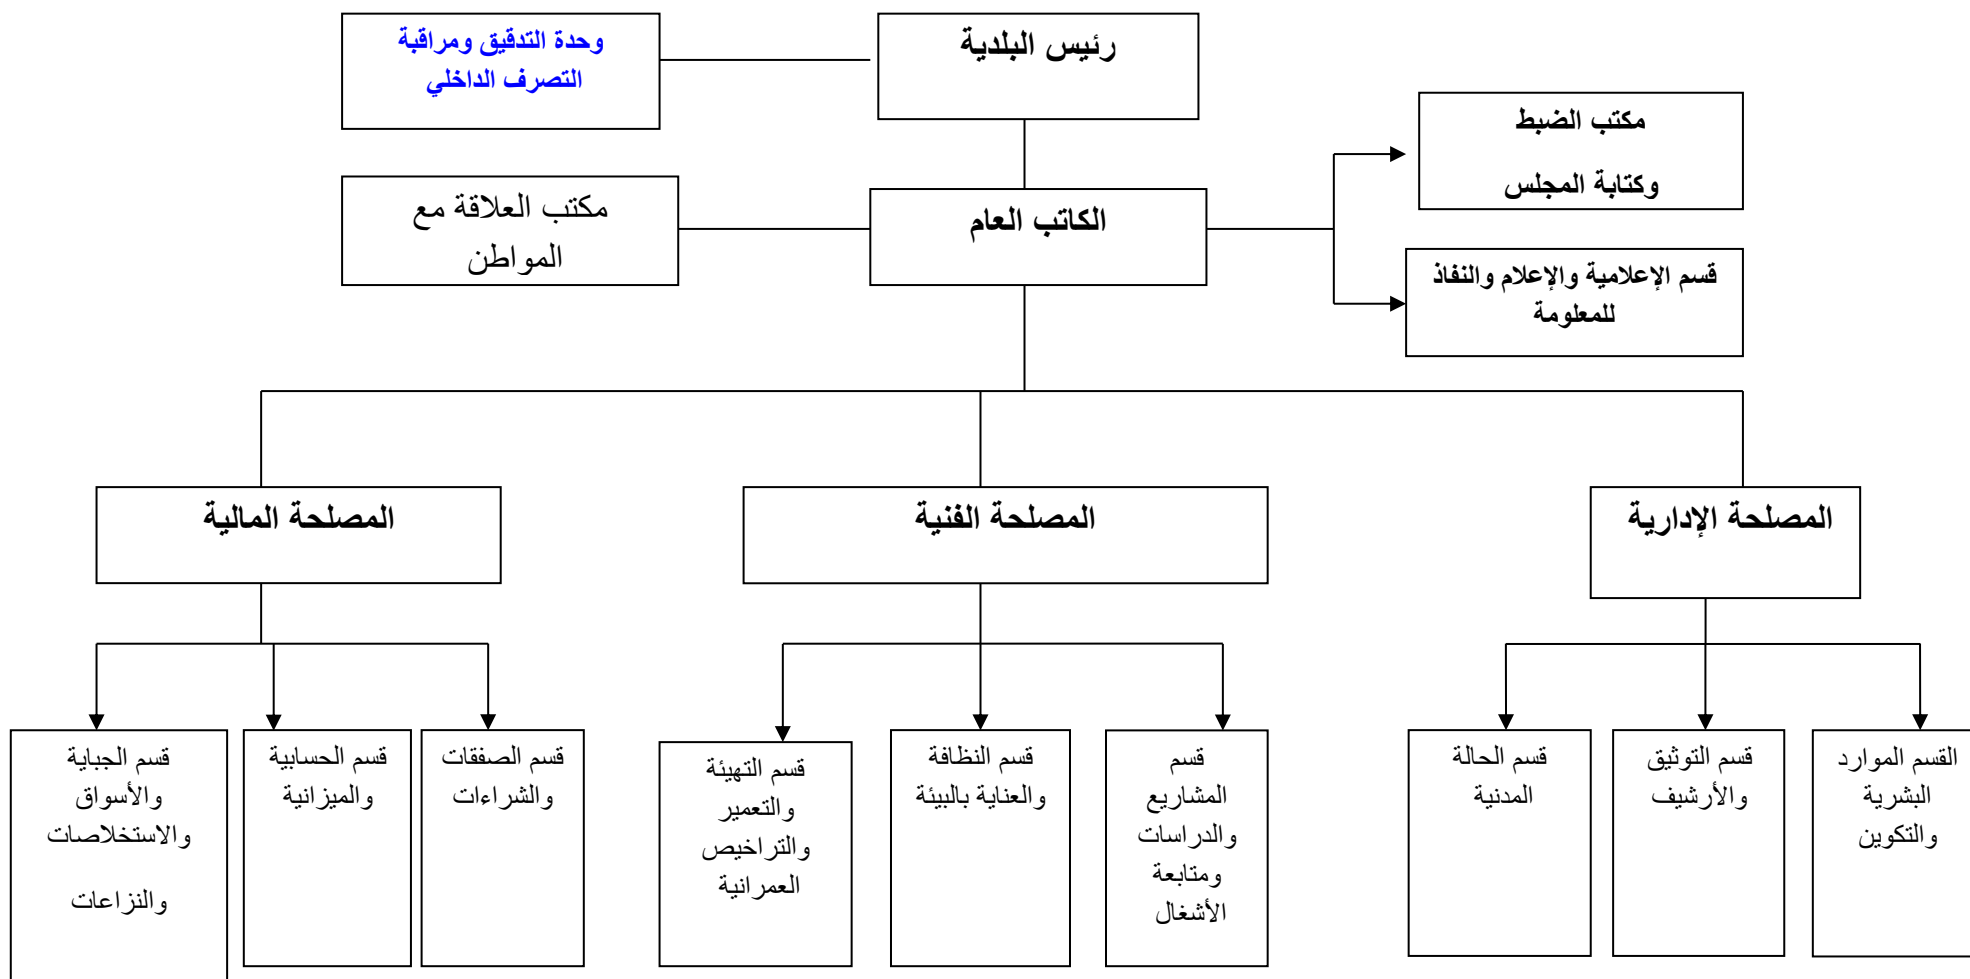 رئيس البلدية
وحدة التدقيق ومراقبة
التصرف الداخلي
مكتب الضبط
وكتابة المجلس
الكاتب العام
مكتب العلاقة مع
المواطن
قسم الإعلامية والإعلام والنفاذ
للمعلومة
المصلحة الإدارية
المصلحة الفنية
المصلحة المالية
القسم الموارد
البشرية
والتكوين
قسم التوثيق
والأرشيف
قسم الحالة
المدنية
قسم
المشاريع
والدراسات
ومتابعة
الأشغال
قسم النظافة
والعناية بالبيئة
قسم التهيئة
والتعمير
والتراخيص
العمرانية
قسم الصفقات
والشراءات
قسم الحسابية
والميزانية
قسم الجباية
والأسواق
والاستخلاصات
والنزاعات